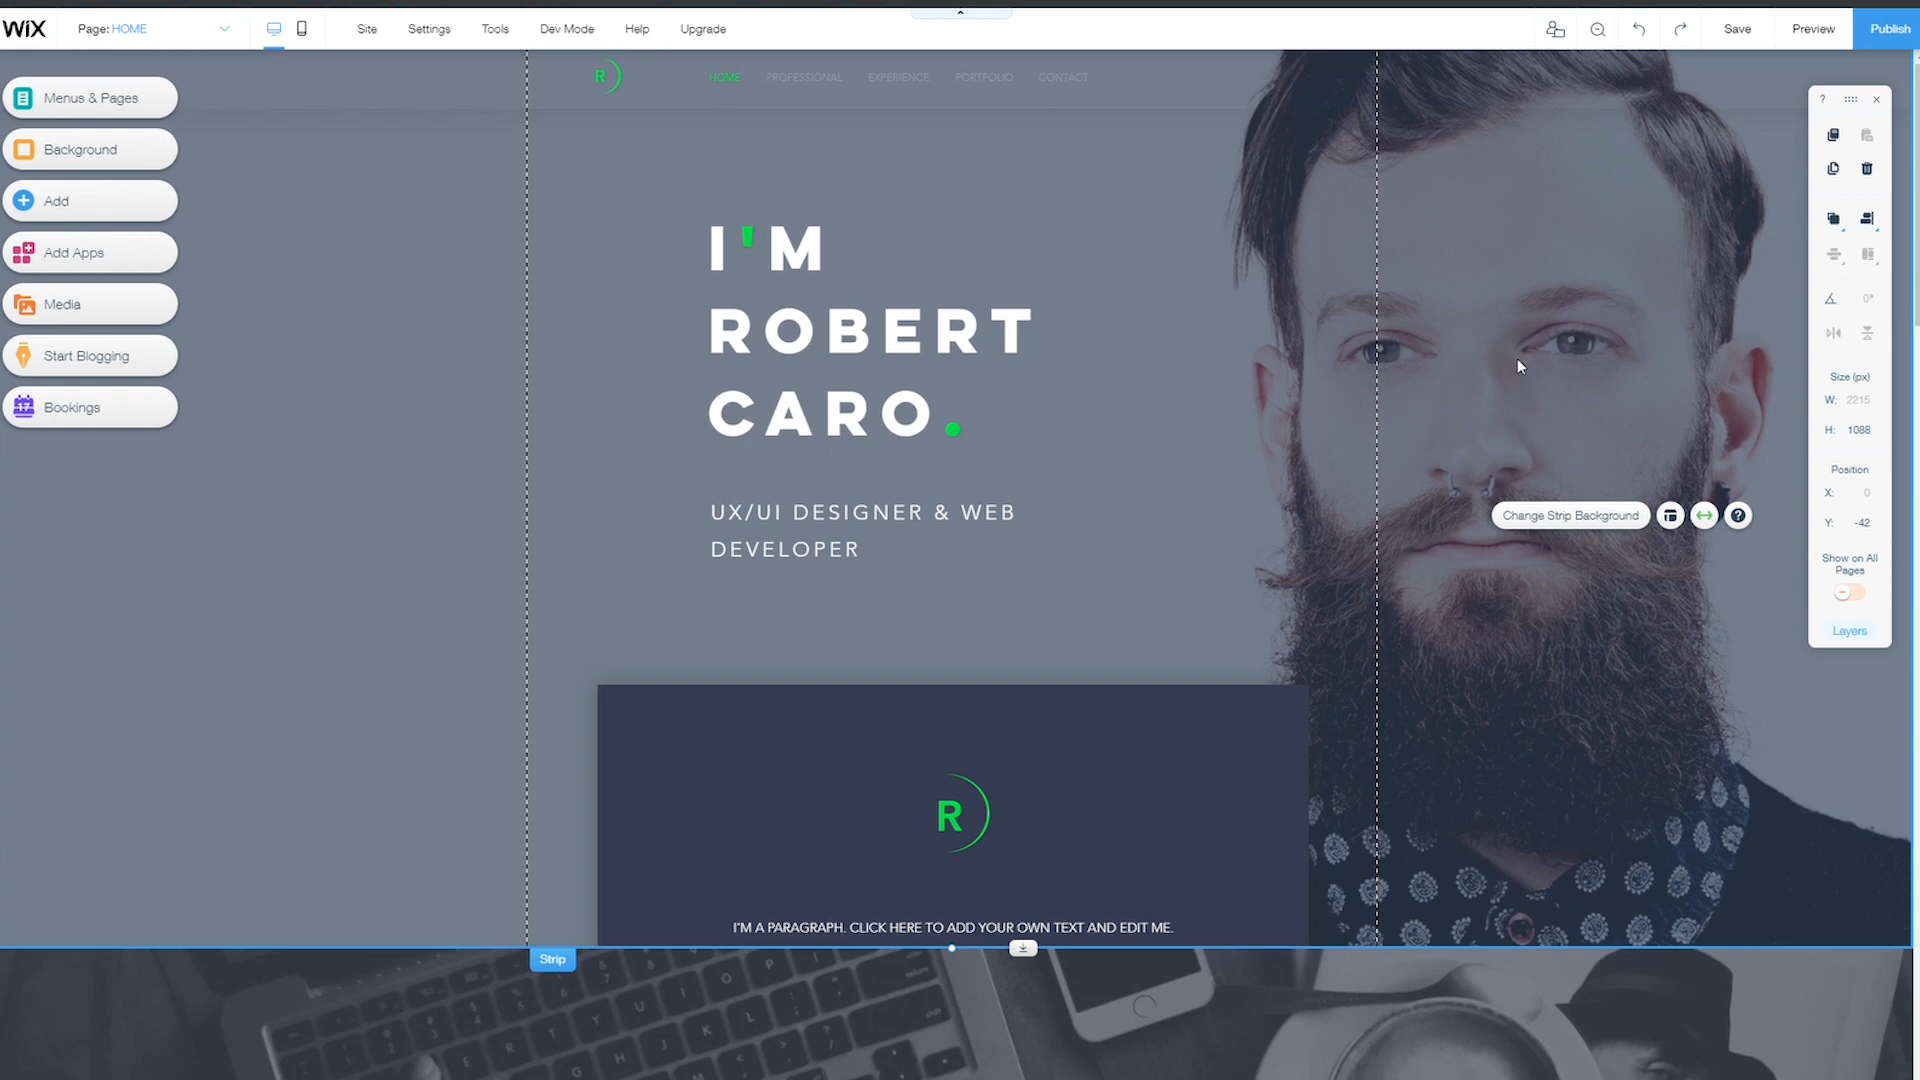 WiX
Page: HOME
Site
Settings
Tools
Dev Mode
Help
Upgrade
Save
Preview
Publish
Menus & Pages
Background
Add
Add Apps
Media
Start Blogging
Bookings
R
HOME
PROFESSIONAL
EXPERIENCE
PORTFOLIO
CONTACT
I'M
ROBERT
CARO.
UX/UI DESIGNER & WEB
DEVELOPER
Change Strip Background
?
?
0°
Size (px)
W: 2215
H: 1088
Position
X: 0
Y: -42
Show on All
Pages
Layers
R
I'M A PARAGRAPH. CLICK HERE TO ADD YOUR OWN TEXT AND EDIT ME.
Strip